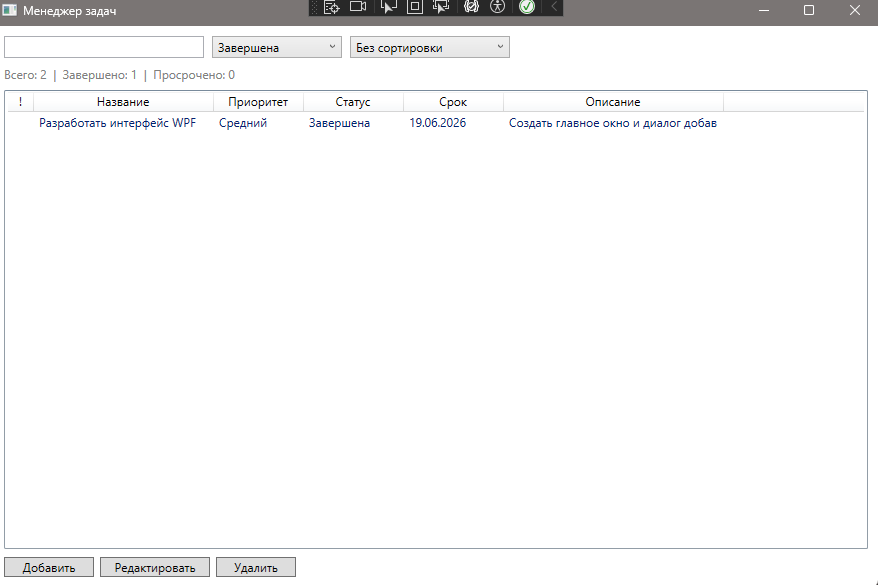 Менеджер задач
Завершена Без сортировки
Всего: 2 | Завершено: 1 | Просрочено: 0
! Название Приоритет Статус Срок Описание
Разработать интерфейс WPF Средний Завершена 19.06.2026 Создать главное окно и диалог добав
Добавить Редактировать Удалить